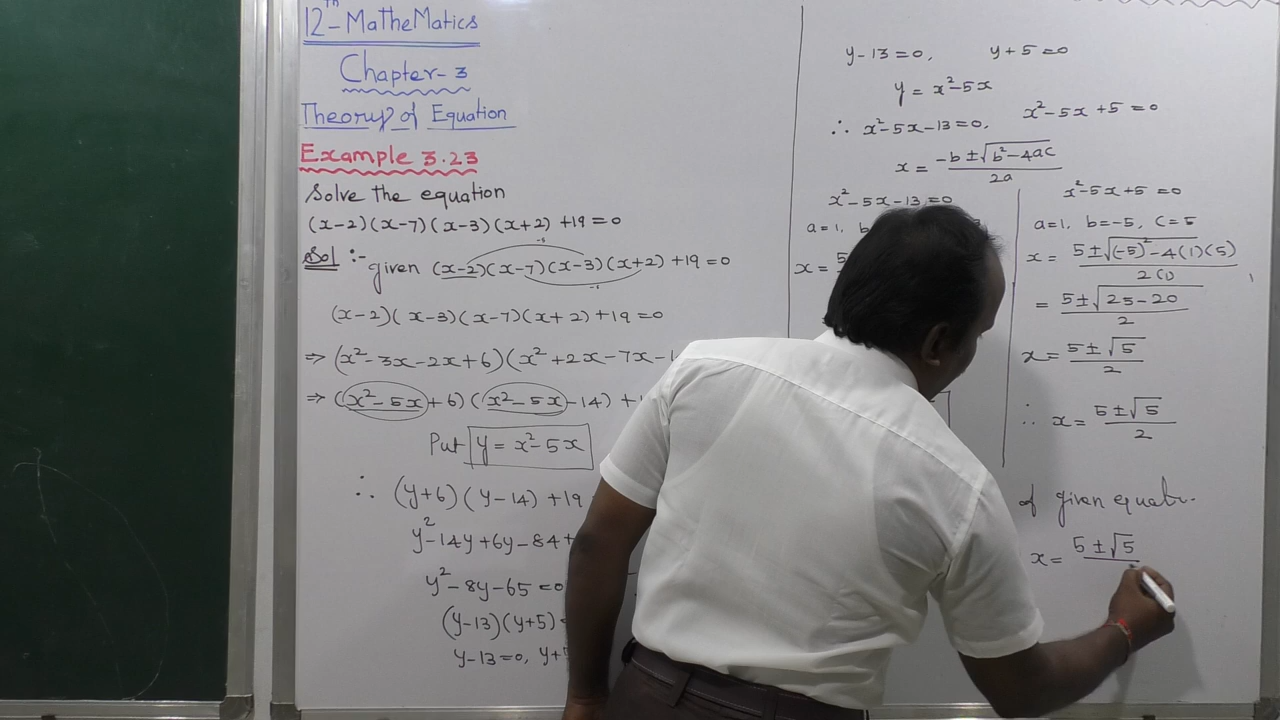 12th-Mathematics
Chapter-3
Theory of Equation
Example 3.23
Solve the equation
(x-2)(x-7)(x-3)(x+2)+19=0
Sol :- given (x-2)(x-7)(x-3)(x+2)+19=0
-5
-5
(x-2)(x-3)(x-7)(x+2)+19=0
⇒ (x²-3x-2x+6)(x²+2x-7x-1
⇒ (x²-5x+6)(x²-5x-14)+1
Put y = x²-5x
∴ (y+6)(y-14)+19
y²-14y+6y-84+
y²-8y-65=0
(y-13)(y+5)=
y-13=0, y+5
y-13=0, y+5=0
y = x²-5x
∴ x²-5x-13=0, x²-5x+5=0
x = -b±√b²-4ac / 2a
x²-5x-13=0
a=1, b
x= 5
x²-5x+5=0
a=1, b=-5, c=5
x = 5±√(-5)²-4(1)(5) / 2(1)
= 5±√25-20 / 2
x = 5±√5 / 2
∴ x = 5±√5 / 2
of given equati
x = 5±√5